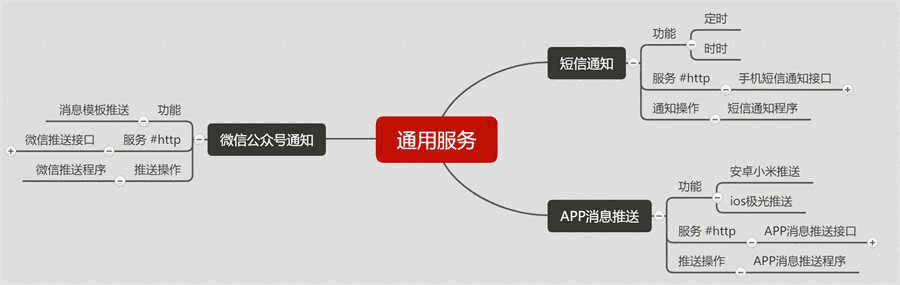 通用服务
短信通知
功能
定时
时时
服务 #http
手机短信通知接口
通知操作
短信通知程序
APP消息推送
功能
安卓小米推送
ios极光推送
服务 #http
APP消息推送接口
推送操作
APP消息推送程序
微信公众号通知
功能
消息模板推送
服务 #http
微信推送接口
推送操作
微信推送程序